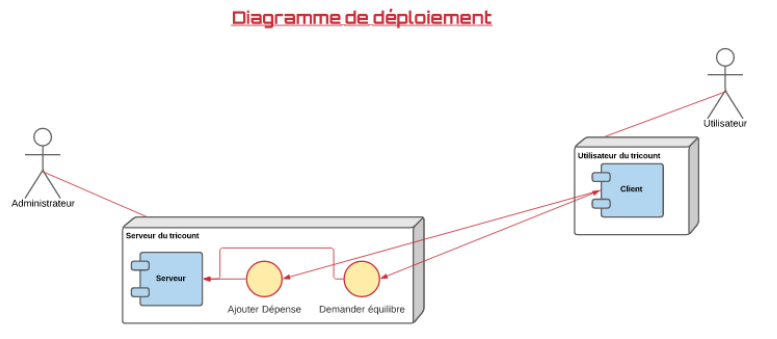 Diagramme de déploiement
Utilisateur
Utilisateur du tricount
Client
Administrateur
Serveur du tricount
Serveur
Ajouter Dépense
Demander équilibre